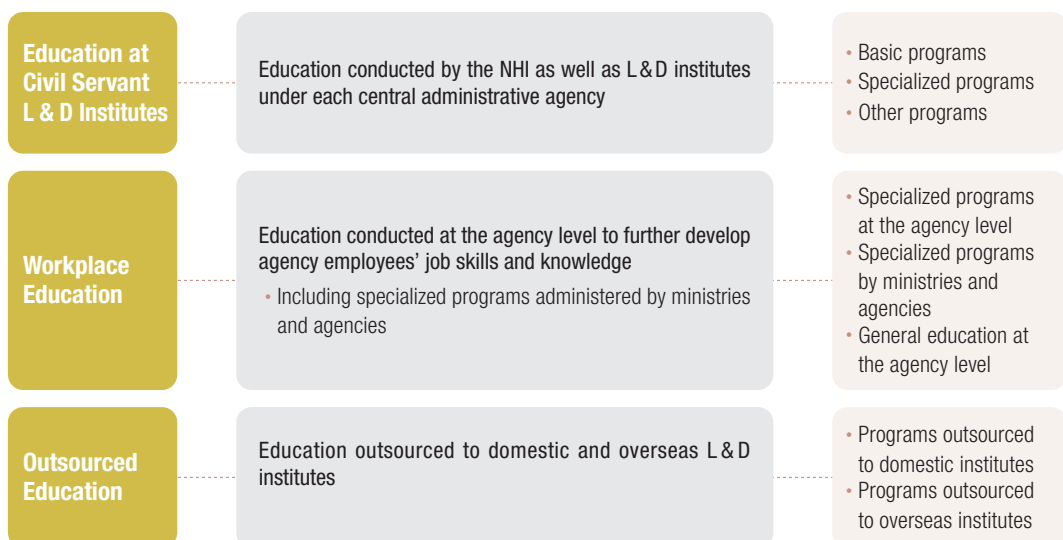 Education at
Civil Servant
L & D Institutes
Education conducted by the NHI as well as L & D institutes
under each central administrative agency
• Basic programs
• Specialized programs
• Other programs
Workplace
Education
Education conducted at the agency level to further develop
agency employees’ job skills and knowledge
• Including specialized programs administered by ministries
and agencies
• Specialized programs
at the agency level
• Specialized programs
by ministries and
agencies
• General education at
the agency level
Outsourced
Education
Education outsourced to domestic and overseas L & D
institutes
• Programs outsourced
to domestic institutes
• Programs outsourced
to overseas institutes